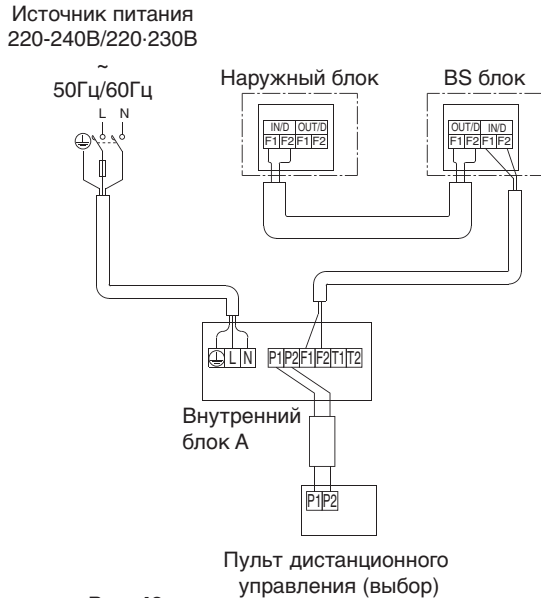 Источник питания
220-240В/220·230В
~
50Гц/60Гц
L N
Наружный блок
BS блок
IN/D OUT/D
F1 F2 F1 F2
OUT/D IN/D
F1 F2 F1 F2
L N
P1 P2 F1 F2 T1 T2
Внутренний
блок А
P1 P2
Пульт дистанционного
управления (выбор)